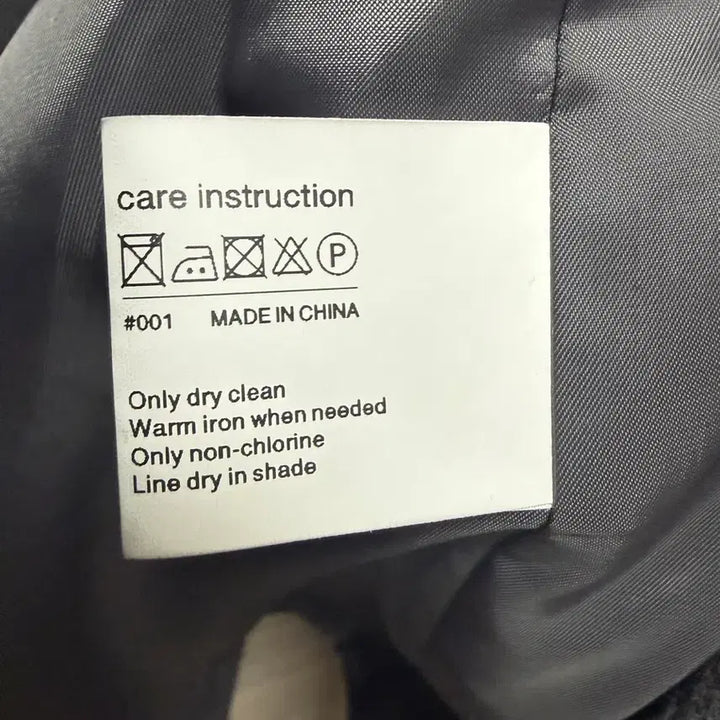 care instruction
P
#001 MADE IN CHINA
Only dry clean
Warm iron when needed
Only non-chlorine
Line dry in shade